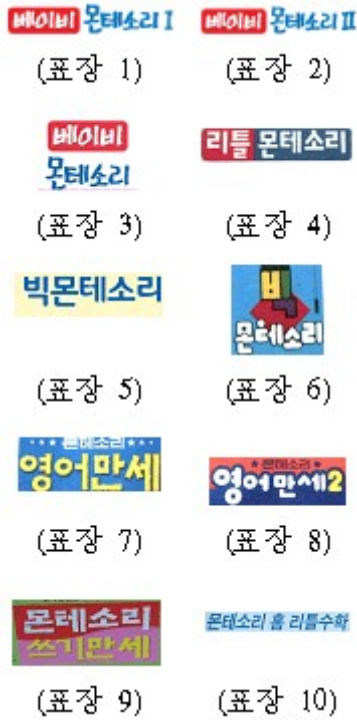 베이비 몬테소리 I 베이비 몬테소리 II
(표장 1) (표장 2)
베이비
몬테소리
리틀 몬테소리
(표장 3) (표장 4)
빅몬테소리
몬테소리
(표장 5) (표장 6)
몬테소리
영어만세
몬테소리
영어만세2
(표장 7) (표장 8)
몬테소리
쓰기만세
몬테소리 홈 리틀수학
(표장 9) (표장 10)